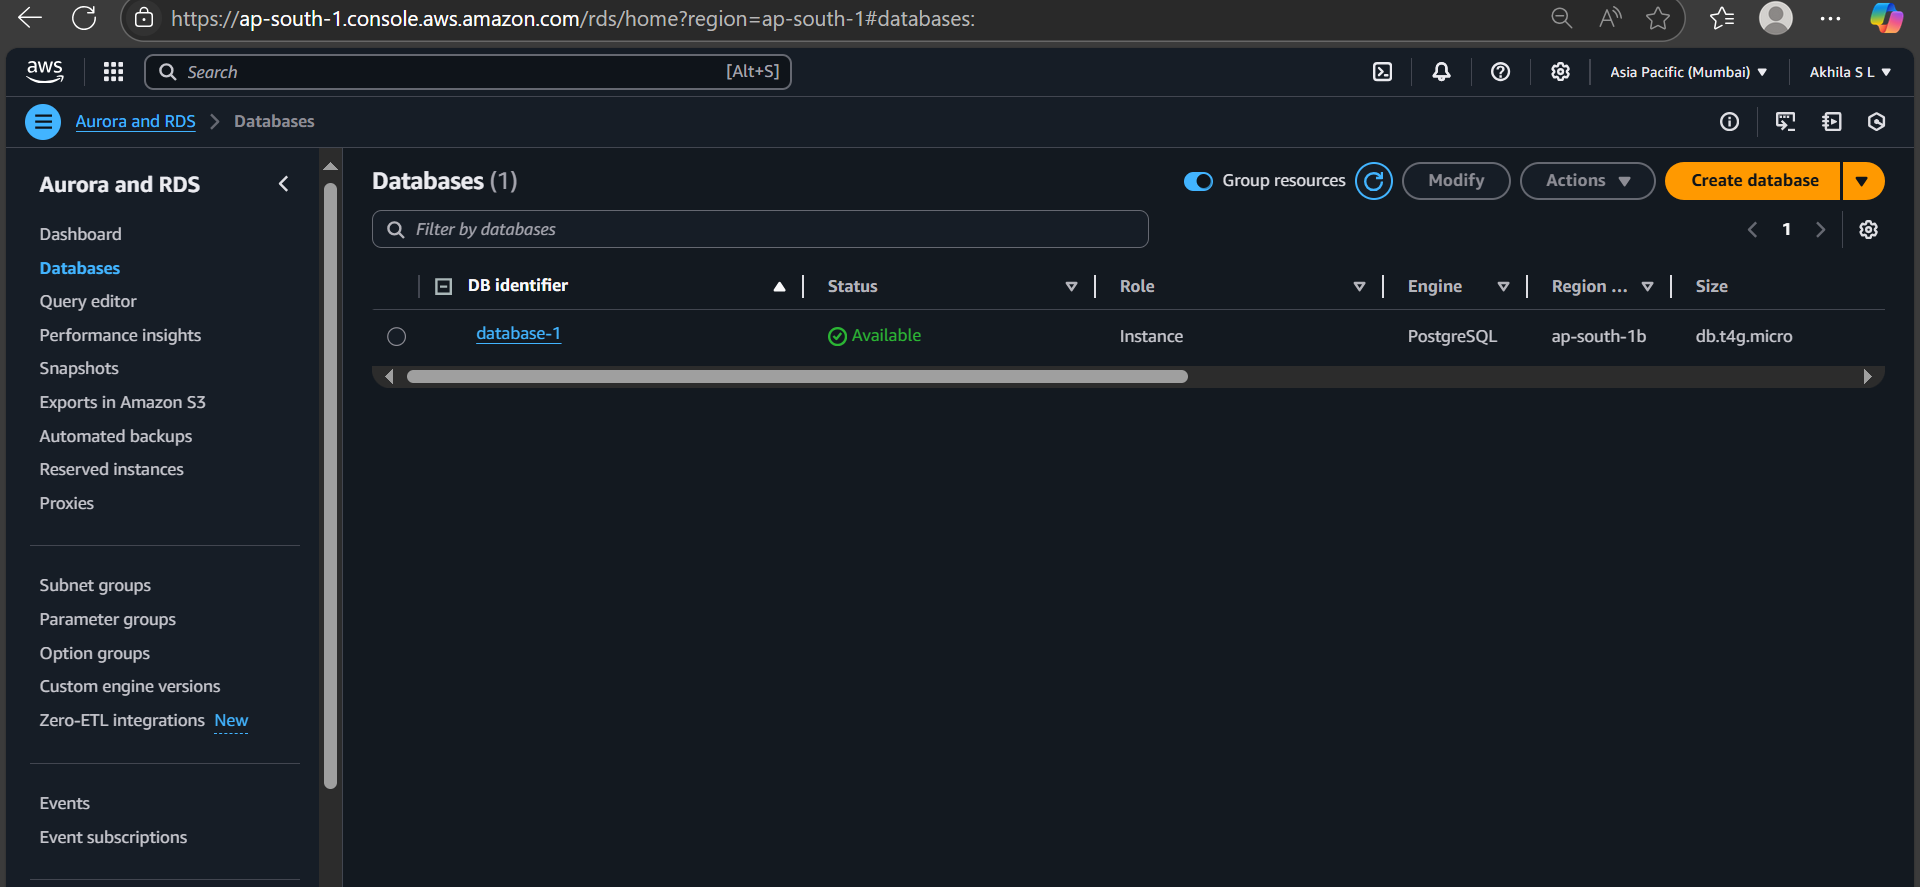 https://ap-south-1.console.aws.amazon.com/rds/home?region=ap-south-1#databases:
aws
Search [Alt+S]
Asia Pacific (Mumbai)
Akhila S L
Aurora and RDS > Databases
Aurora and RDS
Dashboard
Databases
Query editor
Performance insights
Snapshots
Exports in Amazon S3
Automated backups
Reserved instances
Proxies
Subnet groups
Parameter groups
Option groups
Custom engine versions
Zero-ETL integrations New
Events
Event subscriptions
Databases (1)
Group resources
Modify
Actions
Create database
Filter by databases
1
DB identifier Status Role Engine Region ... Size
database-1 Available Instance PostgreSQL ap-south-1b db.t4g.micro